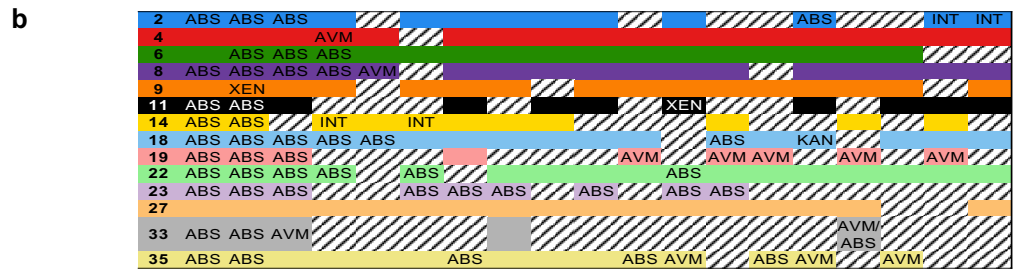 b
2 ABS ABS ABS ABS INT INT
4 AVM
6 ABS ABS ABS
8 ABS ABS ABS ABS AVM
9 XEN
11 ABS ABS XEN
14 ABS ABS INT INT
18 ABS ABS ABS ABS ABS ABS KAN
19 ABS ABS ABS AVM AVM AVM AVM AVM
22 ABS ABS ABS ABS ABS ABS
23 ABS ABS ABS ABS ABS ABS ABS ABS ABS
27
33 ABS ABS AVM AVM/
ABS
35 ABS ABS ABS ABS AVM ABS AVM AVM